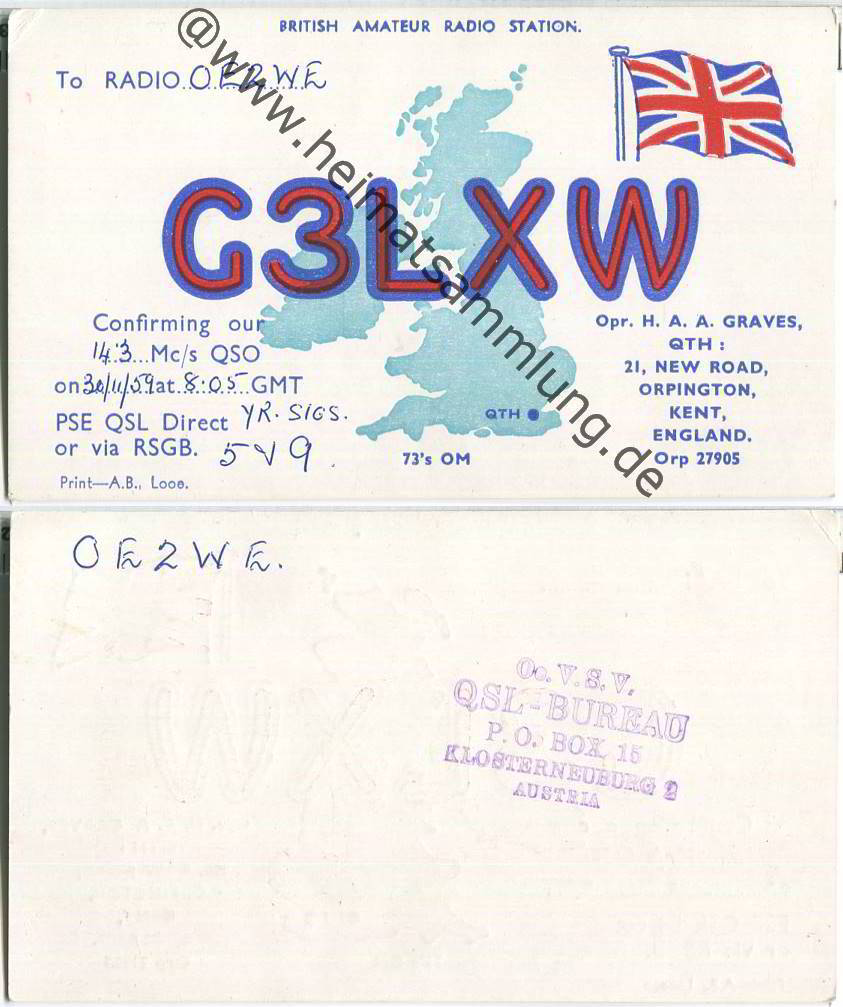 BRITISH AMATEUR RADIO STATION.
To RADIO OE2WE
G3LXW
Confirming our
14.3 Mc/s QSO
on 30/11/59 at 8.05 GMT
PSE QSL Direct YR. SIGS.
or via RSGB. 5 v 9.
Print—A.B., Looe.
QTH
73's OM
Opr. H. A. A. GRAVES,
QTH :
21, NEW ROAD,
ORPINGTON,
KENT,
ENGLAND.
Orp 27905
@www.heimatsammlung.de
OE2WE.
Oe. V. S. V.
QSL-BUREAU
P. O. BOX 15
KLOSTERNEUBURG 2
AUSTRIA